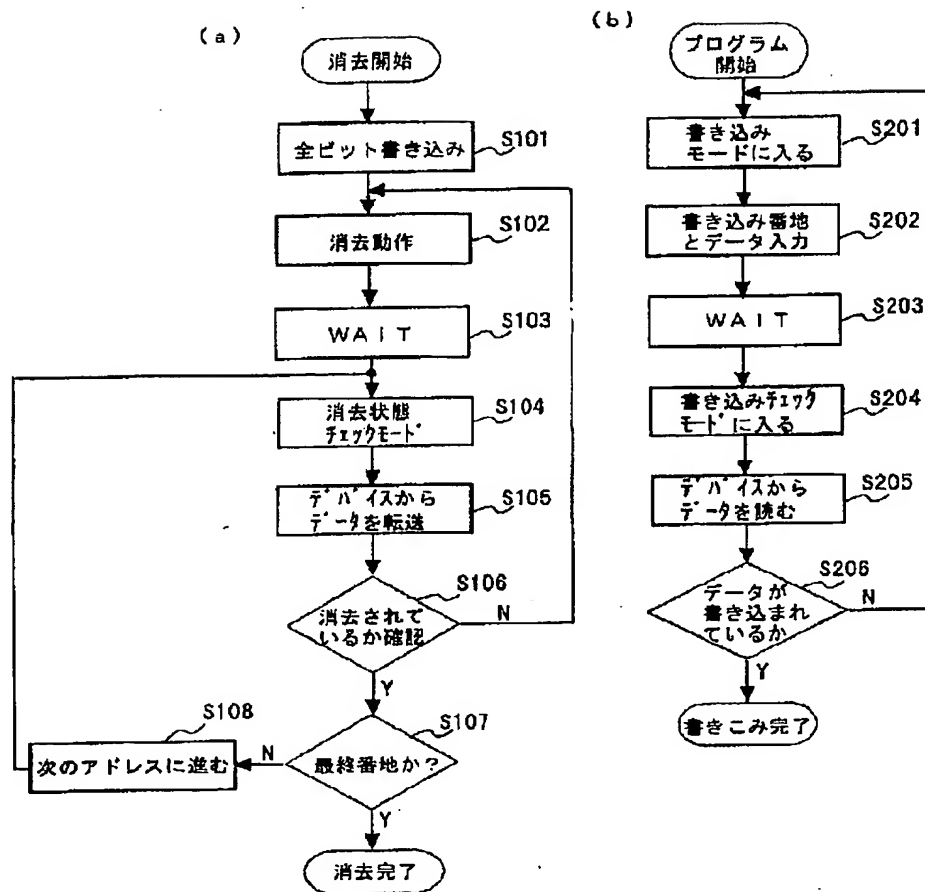 (a)
消去開始
全ビット書き込み
S101
消去動作
S102
WAIT
S103
消去状態
チェックモード
S104
デバイスから
データを転送
S105
消去されて
いるか確認
S106
N
Y
最終番地か?
S107
N
次のアドレスに進む
S108
Y
消去完了
(b)
プログラム
開始
書き込み
モードに入る
S201
書き込み番地
とデータ入力
S202
WAIT
S203
書き込みチェック
モードに入る
S204
デバイスから
データを読む
S205
データが
書き込まれ
ているか
S206
N
Y
書きこみ完了